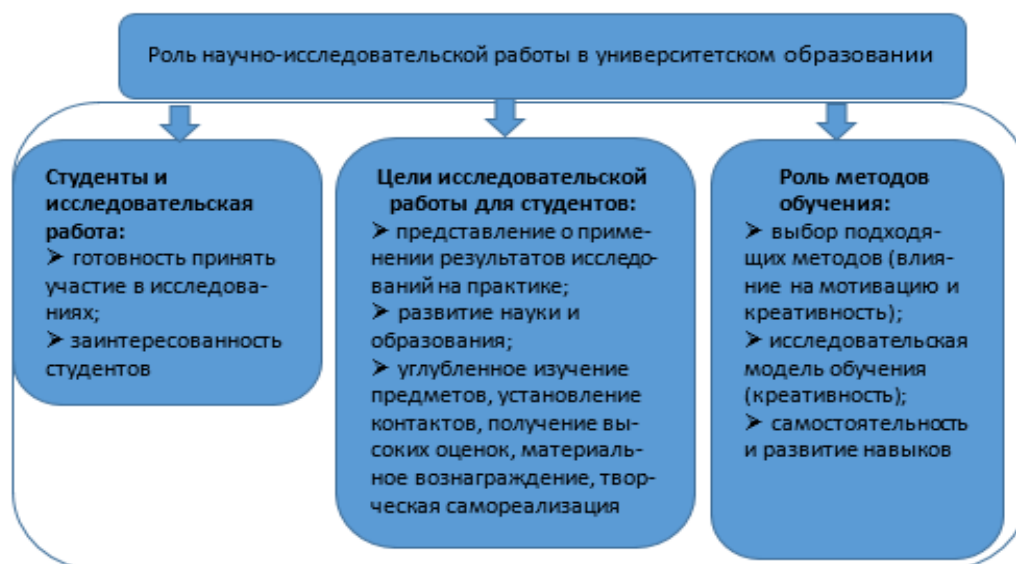 Роль научно-исследовательской работы в университетском образовании
Студенты и
исследовательская
работа:
➤ готовность принять
участие в исследова-
ниях;
➤ заинтересованность
студентов
Цели исследовательской
работы для студентов:
➤ представление о приме-
нении результатов исследо-
ваний на практике;
➤ развитие науки и
образования;
➤ углубленное изучение
предметов, установление
контактов, получение вы-
соких оценок, материаль-
ное вознаграждение, твор-
ческая самореализация
Роль методов
обучения:
➤ выбор подходя-
щих методов (влия-
ние на мотивацию и
креативность);
➤ исследовательская
модель обучения
(креативность);
➤ самостоятельность
и развитие навыков